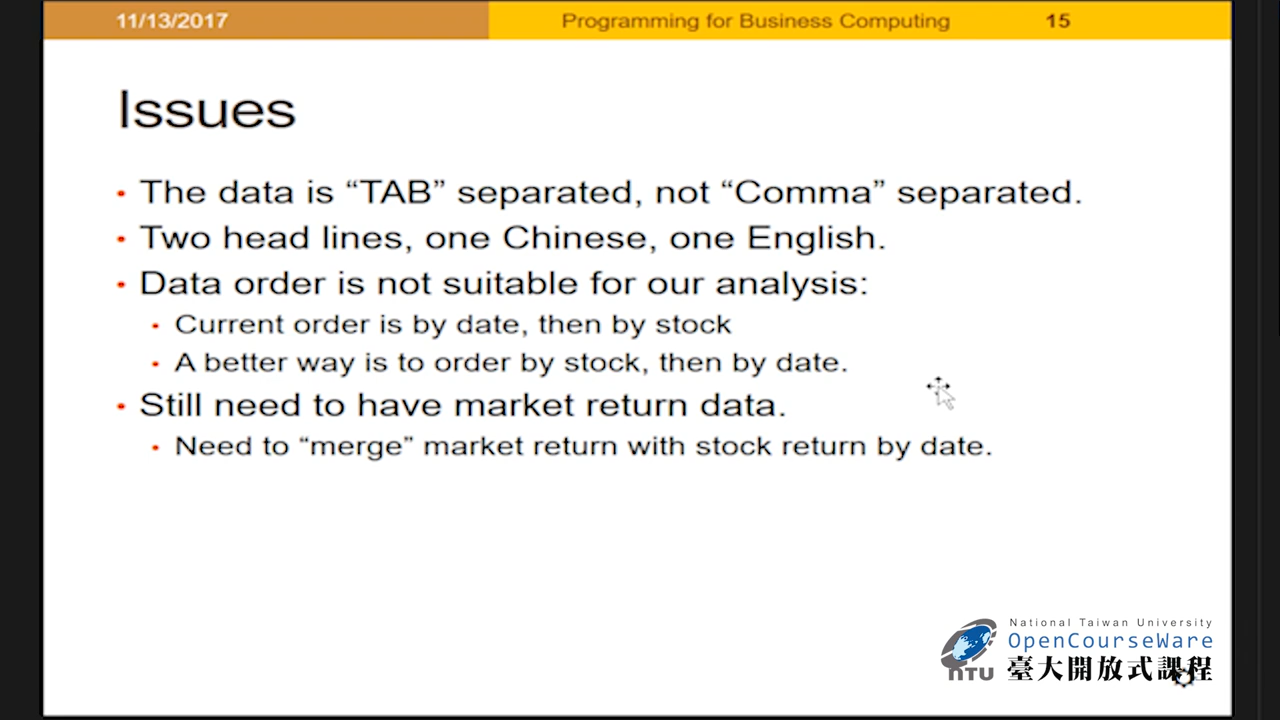 11/13/2017 Programming for Business Computing 15
Issues
• The data is “TAB” separated, not “Comma” separated.
• Two head lines, one Chinese, one English.
• Data order is not suitable for our analysis:
• Current order is by date, then by stock
• A better way is to order by stock, then by date.
• Still need to have market return data.
• Need to “merge” market return with stock return by date.
National Taiwan University
OpenCourseWare
臺大開放式課程
NTU